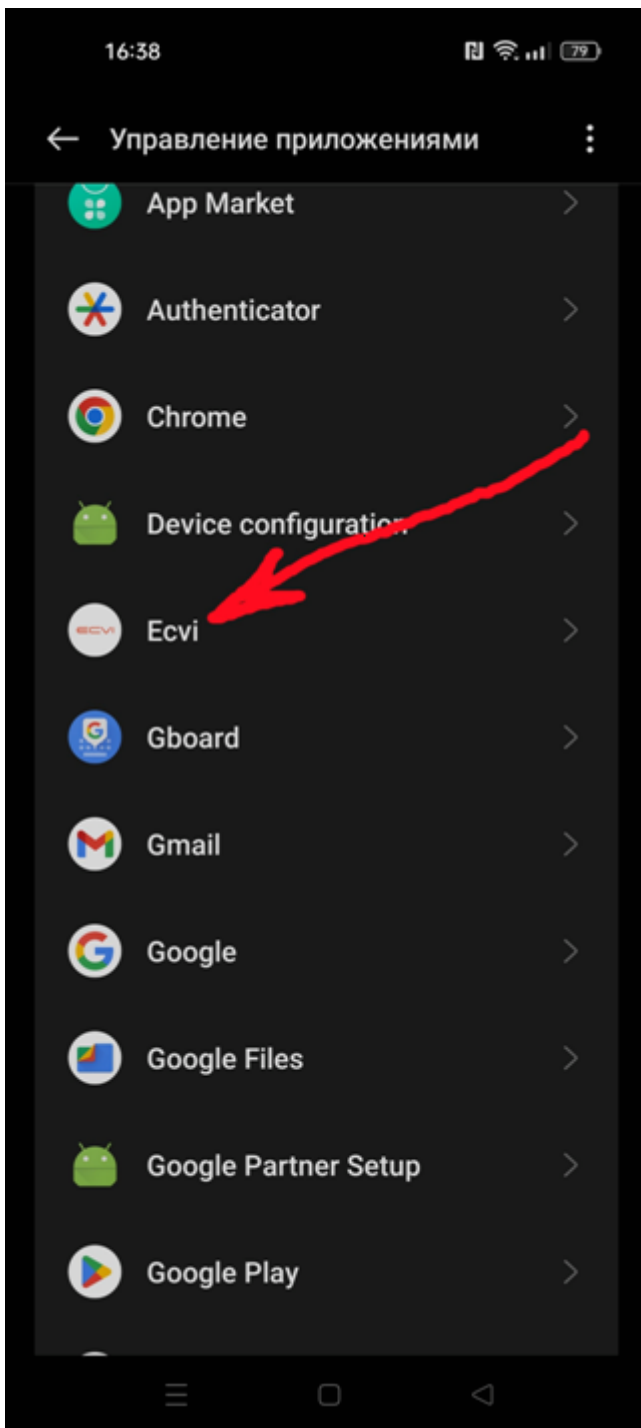 16:38
79
Управление приложениями
App Market
Authenticator
Chrome
Device configuration
Ecvi
ECVI
Gboard
Gmail
Google
Google Files
Google Partner Setup
Google Play